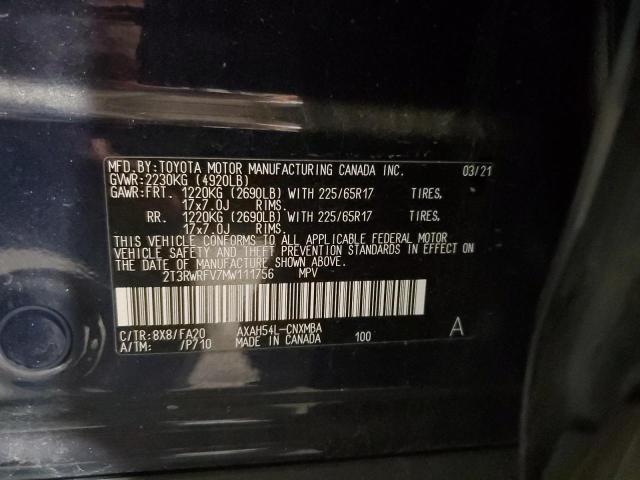 MFD.BY:TOYOTA MOTOR MANUFACTURING CANADA INC. 03/21
GVWR:2230KG (4920LB)
GAWR:FRT. 1220KG (2690LB) WITH 225/65R17 TIRES,
17x7.0J RIMS.
RR. 1220KG (2690LB) WITH 225/65R17 TIRES,
17x7.0J RIMS.
THIS VEHICLE CONFORMS TO ALL APPLICABLE FEDERAL MOTOR
VEHICLE SAFETY AND THEFT PREVENTION STANDARDS IN EFFECT ON
THE DATE OF MANUFACTURE SHOWN ABOVE.
2T3RWRFV7MW111756 MPV
C/TR:8X8/FA20 AXAH54L-CNXMBA A
A/TM: /P710 MADE IN CANADA 100